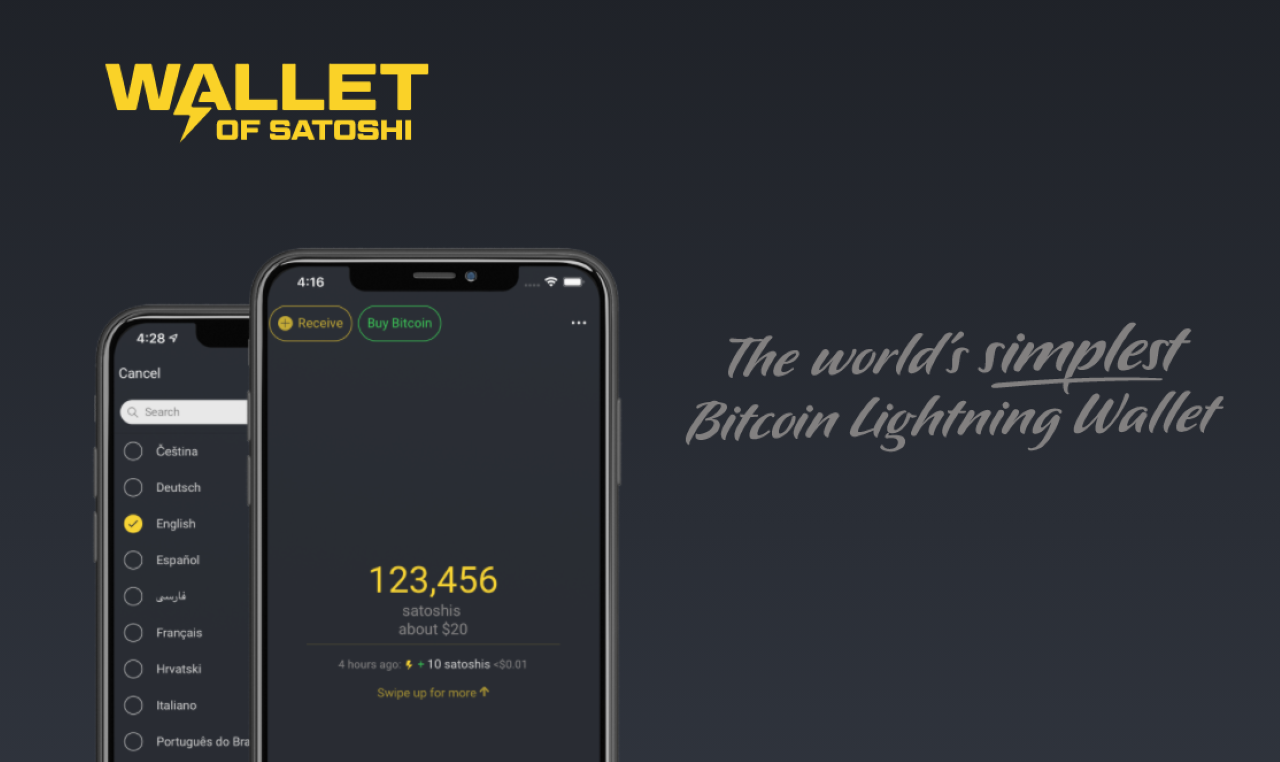 WALLET
OF SATOSHI
4:28
Cancel
Search
Čeština
Deutsch
English
Español
فارسی
Français
Hrvatski
Italiano
Português do Bra
4:16
Receive
Buy Bitcoin
123,456
satoshis
about $20
4 hours ago: + 10 satoshis <$0.01
Swipe up for more
The world's simplest
Bitcoin Lightning Wallet